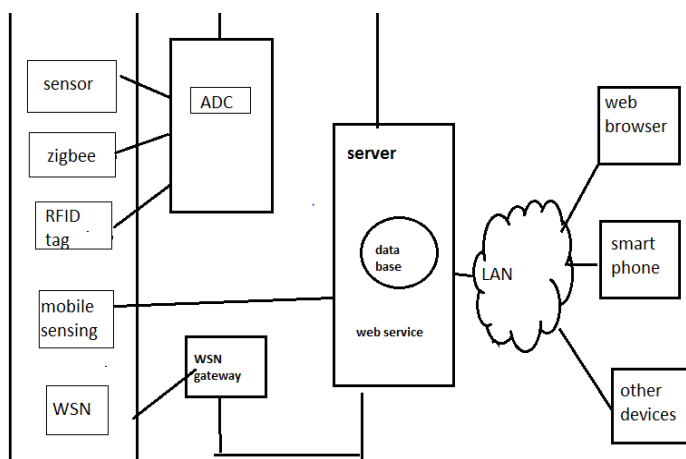 sensor
zigbee
RFID
tag
mobile
sensing
WSN
ADC
WSN
gateway
server
data
base
web service
LAN
web
browser
smart
phone
other
devices